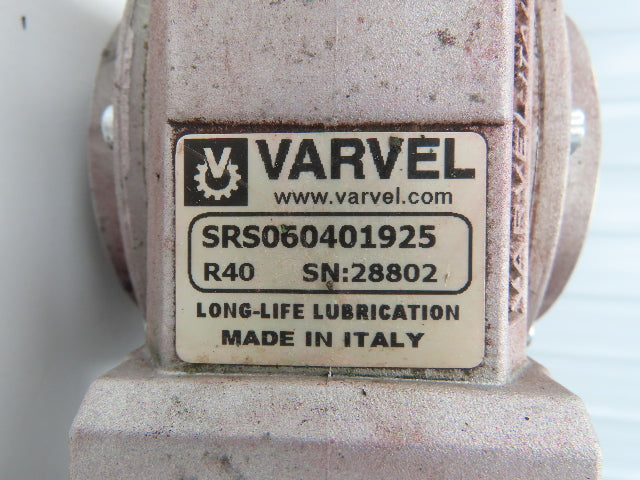 VARVEL
www.varvel.com
SRS060401925
R40 SN:28802
LONG-LIFE LUBRICATION
MADE IN ITALY